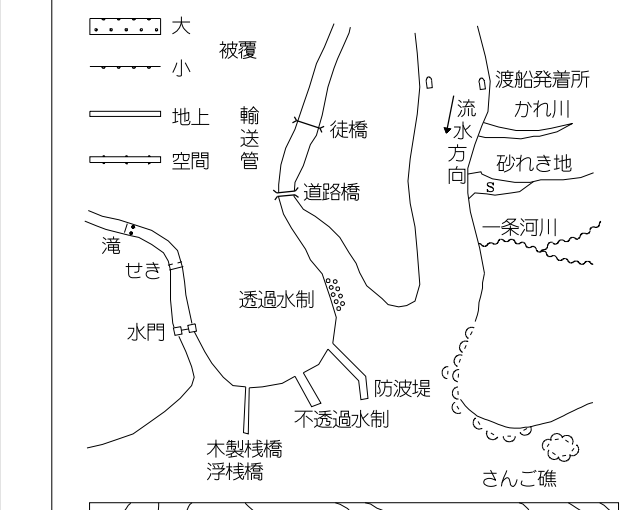 大
小
被覆
地上
空間
輸送管
徒橋
道路橋
渡船発着所
かれ川
流水方向
砂れき地
S
一条河川
滝
せき
透過水制
水門
防波堤
不透過水制
木製桟橋
浮桟橋
さんご礁